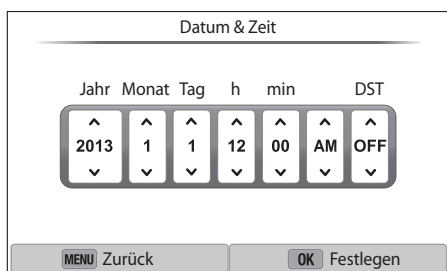 Datum & Zeit
Jahr Monat Tag h min DST
2013 1 1 12 00 AM OFF
MENU Zurück OK Festlegen